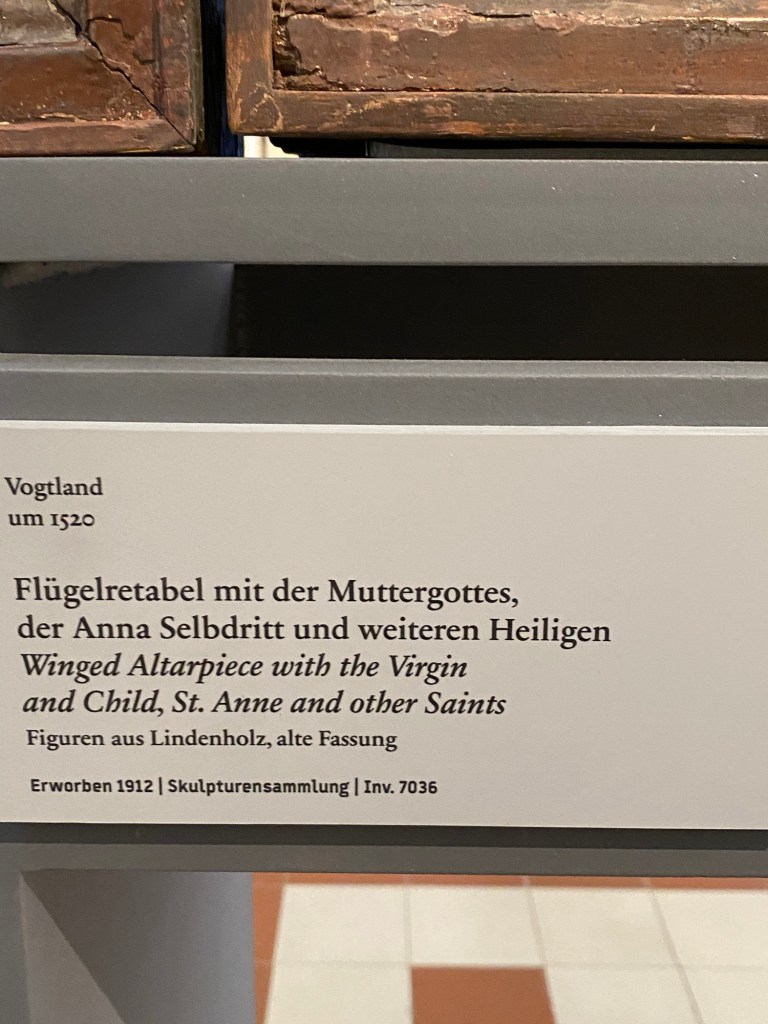 Vogtland
um 1520
Flügelretabel mit der Muttergottes,
der Anna Selbdritt und weiteren Heiligen
Winged Altarpiece with the Virgin
and Child, St. Anne and other Saints
Figuren aus Lindenholz, alte Fassung
Erworben 1912 | Skulpturensammlung | Inv. 7036